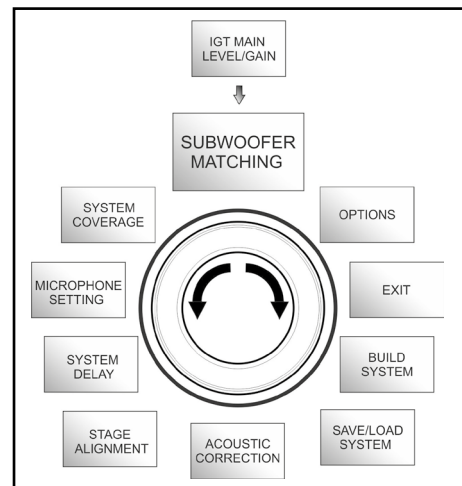 IGT MAIN
LEVEL/GAIN
SUBWOOFER
MATCHING
SYSTEM
COVERAGE
OPTIONS
MICROPHONE
SETTING
EXIT
SYSTEM
DELAY
BUILD
SYSTEM
STAGE
ALIGNMENT
ACOUSTIC
CORRECTION
SAVE/LOAD
SYSTEM